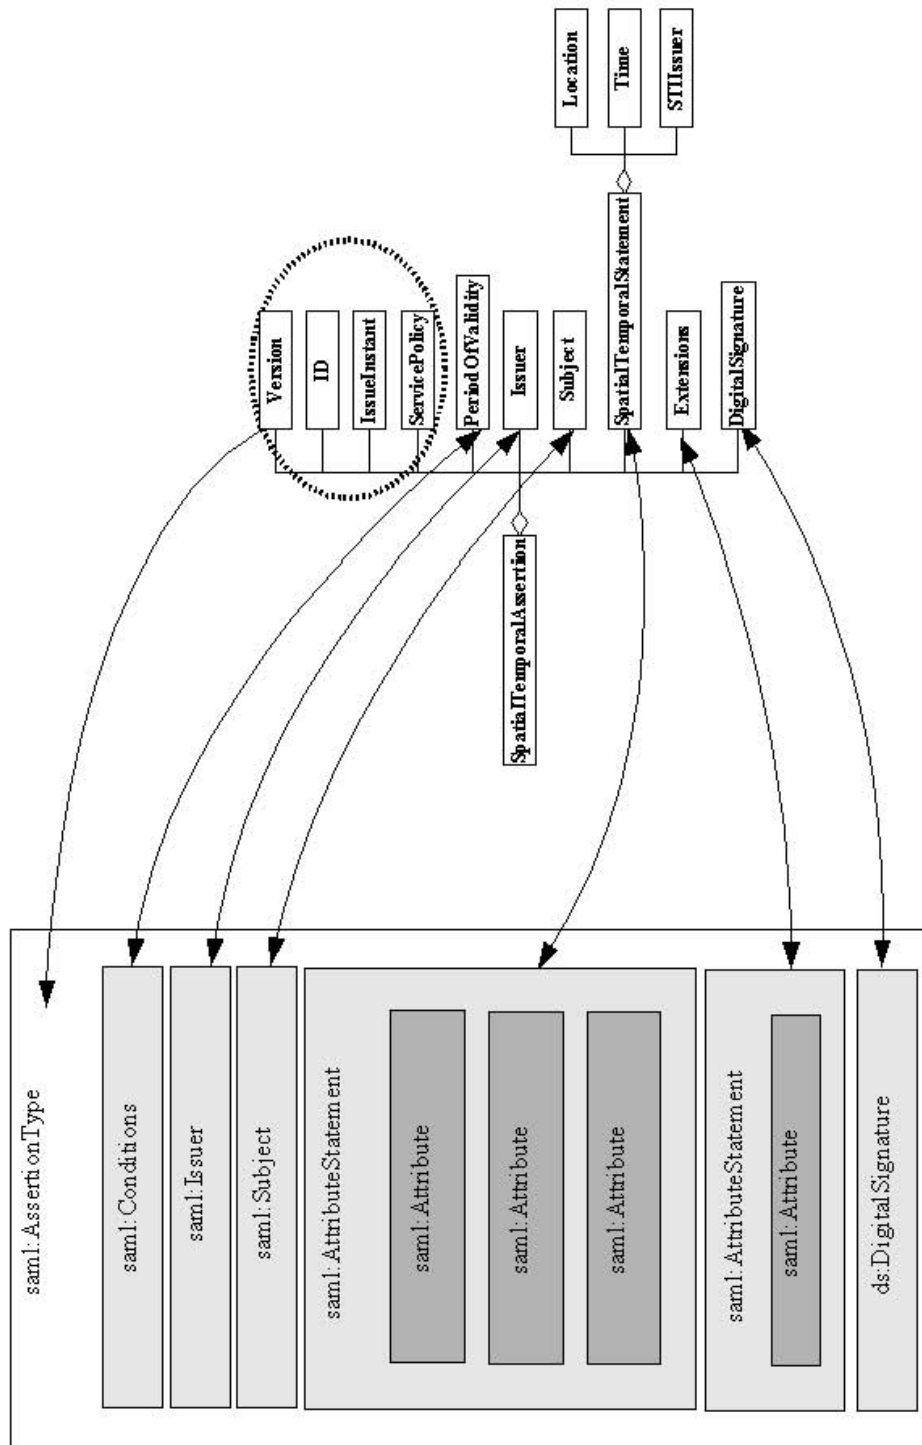 saml:AssertionType
saml:Conditions
saml:Issuer
saml:Subject
saml:AttributeStatement
saml:Attribute
saml:Attribute
saml:Attribute
saml:AttributeStatement
saml:Attribute
ds:DigitalSignature
SpatialTemporalAssertion
Version
ID
IssueInstant
ServicePolicy
PeriodOfValidity
Issuer
Subject
SpatialTemporalStatement
Extensions
DigitalSignature
Location
Time
STIIssuer